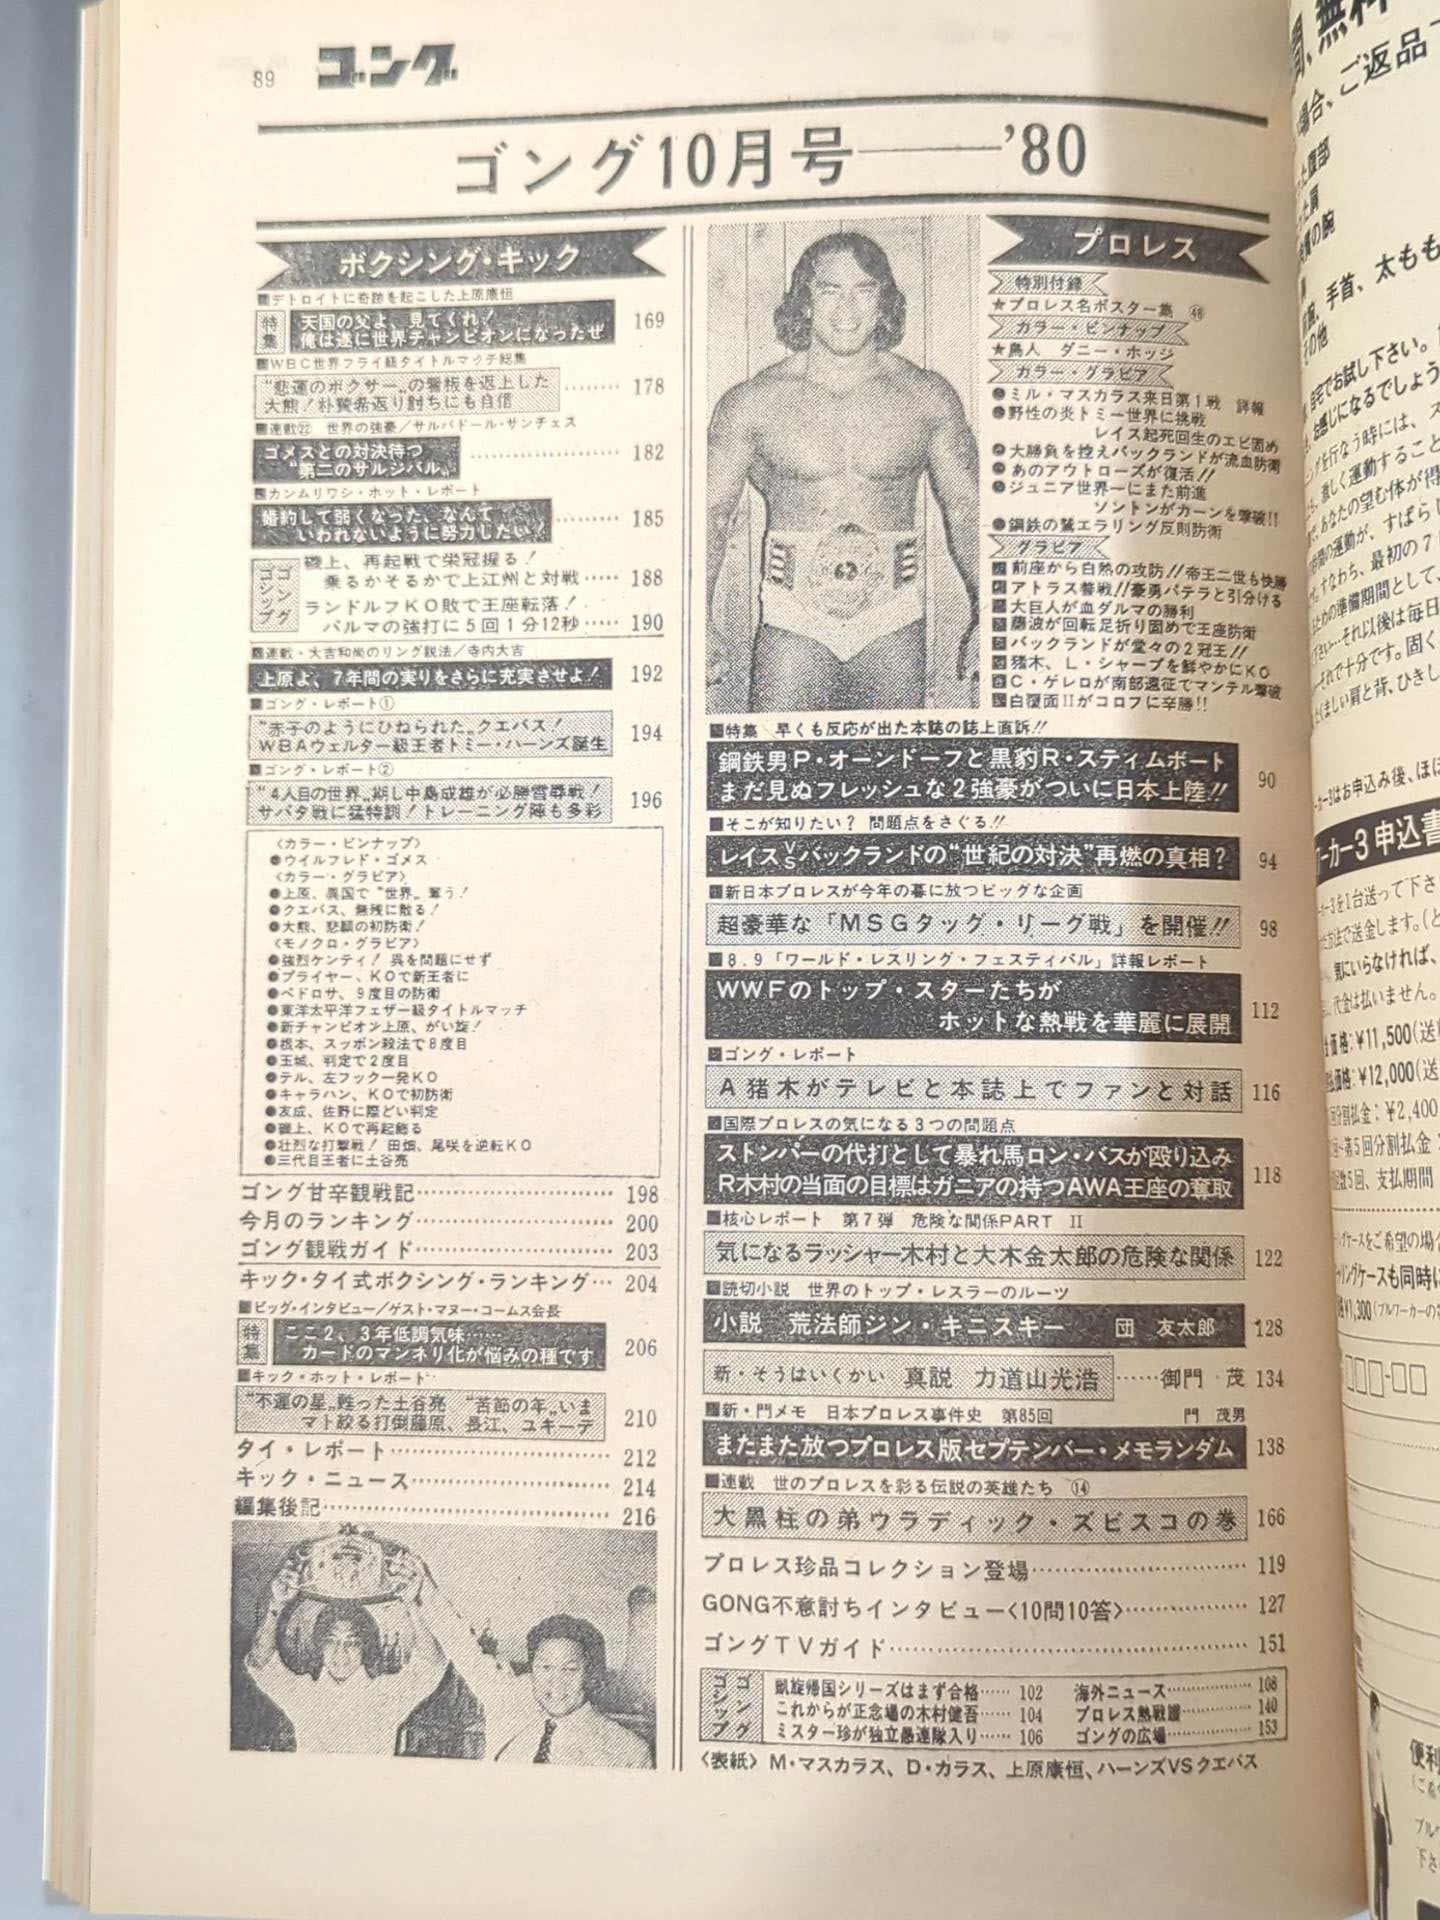 89 ゴング
ゴング10月号――'80
ボクシング・キック
■デトロイトに奇跡を起こした上原康恒
特集
天国の父よ、見てくれ!
俺は遂に世界チャンピオンになったぜ 169
■WBC世界フライ級タイトルマッチ総集
“悲運のボクサー„の看板を返上した
大熊!朴賛希返り討ちにも自信 ……… 178
■連載㉒ 世界の強豪/サルバドール・サンチェス
ゴメスとの対決待つ
“第二のサルジバル„ ……… 182
■カンムリワシ・ホット・レポート
婚約して弱くなった、なんて
いわれないように努力したい! ……… 185
ゴング
ゴシップ
磯上、再起戦で栄冠握る!
乗るかそるかで上江州と対戦…… 188
ランドルフKO敗で王座転落!
パルマの強打に5回1分12秒…… 190
■連載・大吉和尚のリング説法/寺内大吉
上原よ、7年間の実りをさらに充実させよ! 192
■ゴング・レポート①
“赤子のようにひねられた„クエバス!
WBAウェルター級王者トミー・ハーンズ誕生 194
■ゴング・レポート②
“4人目の世界„期し中島成雄が必勝雪辱戦!
サパタ戦に猛特訓!トレーニング陣も多彩 196
〈カラー・ピンナップ〉
●ウイルフレド・ゴメス
〈カラー・グラビア〉
●上原、異国で“世界„奪う!
●クエバス、無残に散る!
●大熊、悲願の初防衛!
〈モノクロ・グラビア〉
●強烈ケンティ!呉を問題にせず
●プライヤー、KOで新王者に
●ペドロサ、9度目の防衛
●東洋太平洋フェザー級タイトルマッチ
●新チャンピオン上原、がい旋!
●根本、スッポン殺法で8度目
●玉城、判定で2度目
●テル、左フック一発KO
●キャラハン、KOで初防衛
●友成、佐野に際どい判定
●磯上、KOで再起飾る
●壮烈な打撃戦!田畑、尾咲を逆転KO
●三代目王者に土谷亮
ゴング甘辛観戦記……………… 198
今月のランキング……………… 200
ゴング観戦ガイド……………… 203
キック・タイ式ボクシング・ランキング… 204
■ビッグ・インタビュー/ゲスト・マヌー・コームス会長
特集
ここ2、3年低調気味……
カードのマンネリ化が悩みの種です 206
■キック・ホット・レポート
“不運の星„甦った土谷亮 “苦節の年„いま
マト絞る打倒藤原、長江、ユキーデ 210
タイ・レポート……………… 212
キック・ニュース……………… 214
編集後記……………… 216
プロレス
特別付録
★プロレス名ポスター集 ㊽
カラー・ピンナップ
★鳥人 ダニー・ホッジ
カラー・グラビア
●ミル・マスカラス来日第1戦 詳報
●野性の炎トミー世界に挑戦
レイス起死回生のエビ固め
●大勝負を控えバックランドが流血防衛
●あのアウトローズが復活!!
●ジュニア世界一にまた前進
ソントンがカーンを撃破!!
●鋼鉄の鷲エラリング反則防衛
グラビア
■前座から白熱の攻防!!帝王二世も快勝
■アトラス善戦!!豪勇パテラと引分ける
■大巨人が血ダルマの勝利
■藤波が回転足折り固めで王座防衛
■バックランドが堂々の2冠王!!
■猪木、L・シャープを鮮やかにKO
■C・ゲレロが南部遠征でマンテル撃破
■白覆面IIがコロフに辛勝!!
■特集 早くも反応が出た本誌の誌上直訴!!
鋼鉄男P・オーンドーフと黒豹R・スティムボート
まだ見ぬフレッシュな2強豪がついに日本上陸!! 90
■そこが知りたい? 問題点をさぐる!!
レイスVSバックランドの“世紀の対決”再燃の真相? 94
■新日本プロレスが今年の暮に放つビッグな企画
超豪華な「MSGタッグ・リーグ戦」を開催!! 98
■8.9「ワールド・レスリング・フェスティバル」詳報レポート
WWFのトップ・スターたちが
ホットな熱戦を華麗に展開 112
■ゴング・レポート
A猪木がテレビと本誌上でファンと対話 116
■国際プロレスの気になる3つの問題点
ストンパーの代打として暴れ馬ロン・バスが殴り込み
R木村の当面の目標はガニアの持つAWA王座の奪取 118
■核心レポート 第7弾 危険な関係PART II
気になるラッシャー木村と大木金太郎の危険な関係 122
■読切小説 世界のトップ・レスラーのルーツ
小説 荒法師ジン・キニスキー 団 友太郎 128
新・そうはいくかい 真説 力道山光浩……御門 茂 134
■新・門メモ 日本プロレス事件史 第85回 門 茂男
またまた放つプロレス版セプテンバー・メモランダム 138
■連載 世のプロレスを彩る伝説の英雄たち ⑭
大黒柱の弟ウラディック・ズビスコの巻 166
プロレス珍品コレクション登場……………… 119
GONG不意討ちインタビュー〈10問10答〉……………… 127
ゴングTVガイド……………… 151
ゴング
ゴシップ
凱旋帰国シリーズはまず合格…… 102
これからが正念場の木村健吾…… 104
ミスター珍が独立愚連隊入り…… 106
海外ニュース……………… 108
プロレス熱戦譜……………… 140
ゴングの広場……………… 153
〈表紙〉M・マスカラス、D・カラス、上原康恒、ハーンズVSクエバス
ご返品
手首、太もも
その他
自宅でお試し下さい。
ーカー3申込書
価格:¥11,500
価格:¥12,000